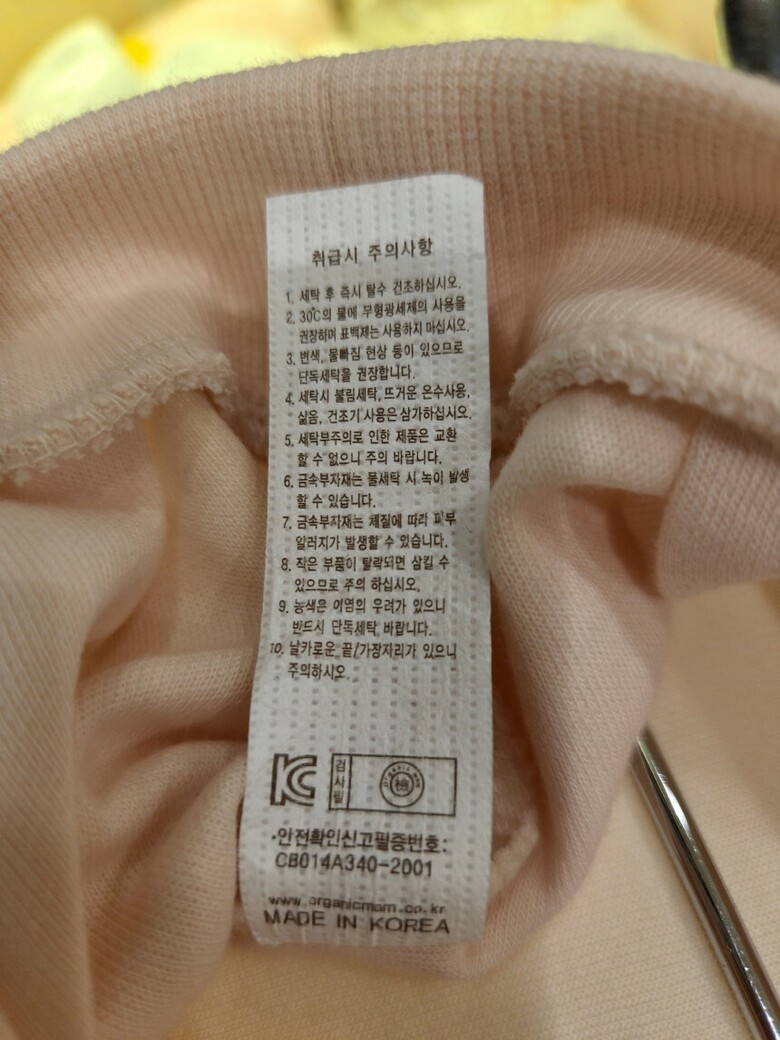 취급시 주의사항
1. 세탁 후 즉시 탈수 건조하십시오.
2. 30℃의 물에 무형광세제의 사용을
권장하며 표백제는 사용하지 마십시오.
3. 변색, 물빠짐 현상 등이 있으므로
단독세탁을 권장합니다.
4. 세탁시 불림세탁, 뜨거운 온수사용,
삶음, 건조기 사용은 삼가하십시오.
5. 세탁부주의로 인한 제품은 교환
할 수 없으니 주의 바랍니다.
6. 금속부자재는 물세탁 시 녹이 발생
할 수 있습니다.
7. 금속부자재는 체질에 따라 피부
알러지가 발생할 수 있습니다.
8. 작은 부품이 탈락되면 삼킬 수
있으므로 주의 하십시오.
9. 농색은 이염의 우려가 있으니
반드시 단독세탁 바랍니다.
10. 날카로운 끝/가장자리가 있으니
주의하시오.
KC 검사필 ORGANIC MOM 檢
·안전확인신고필증번호:
CB014A340-2001
www.organicmom.co.kr
MADE IN KOREA